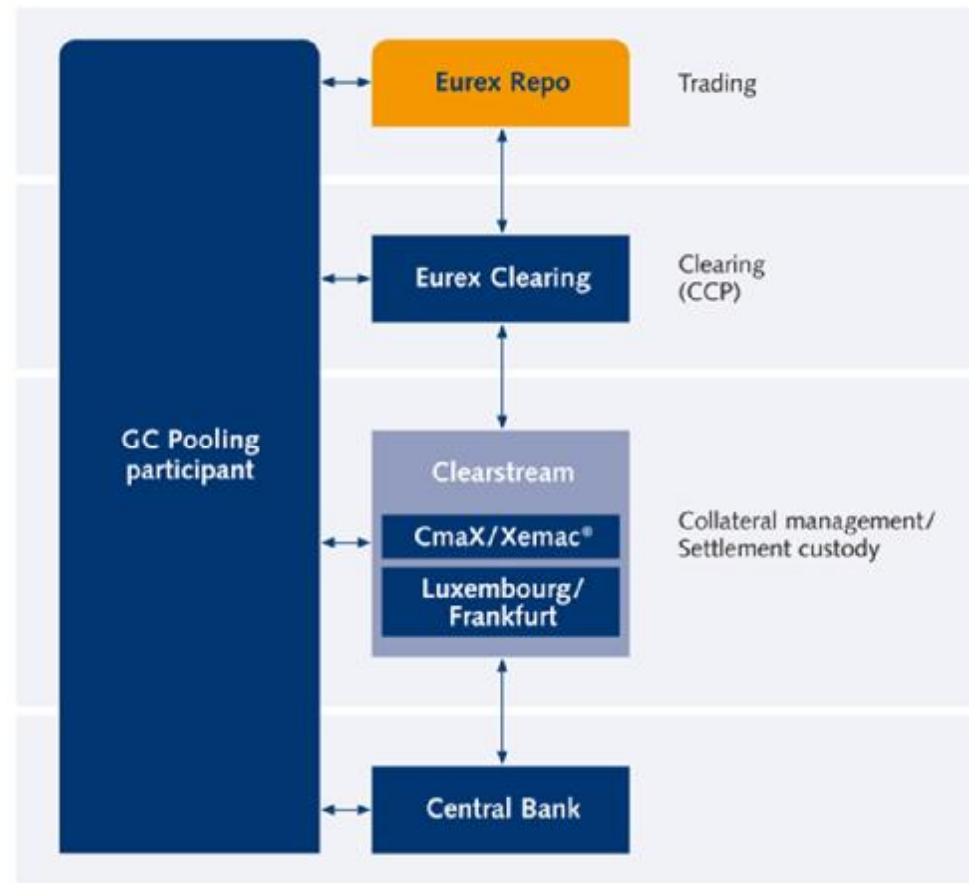 Eurex Repo
Trading
Eurex Clearing
Clearing
(CCP)
GC Pooling
participant
Clearstream
CmaX/Xemac®
Luxembourg/
Frankfurt
Collateral management/
Settlement custody
Central Bank